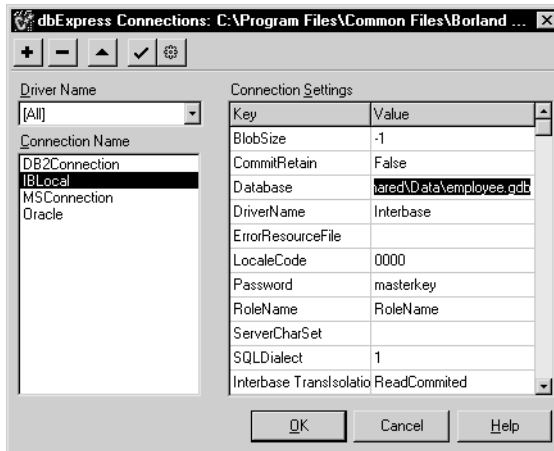 dbExpress Connections: C:\Program Files\Common Files\Borland ...
Driver Name
[All]
Connection Name
DB2Connection
IBLocal
MSConnection
Oracle
Connection Settings
Key Value
BlobSize -1
CommitRetain False
Database hared\Data\employee.gdb
DriverName Interbase
ErrorResourceFile
LocaleCode 0000
Password masterkey
RoleName RoleName
ServerCharSet
SQLDialect 1
Interbase TransIsolatio ReadCommited
OK Cancel Help